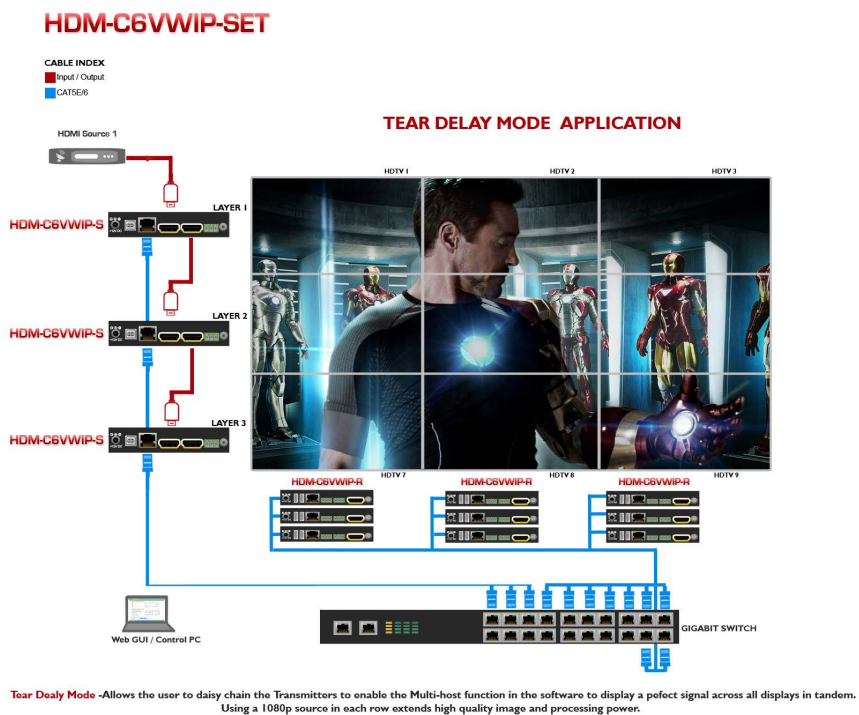 HDM-C6VWIP-SET
CABLE INDEX
Input / Output
CAT5E/6
TEAR DELAY MODE APPLICATION
HDMI Source 1
HDTV 1
HDTV 2
HDTV 3
LAYER 1
HDM-C6VWIP-S
LAYER 2
HDM-C6VWIP-S
LAYER 3
HDM-C6VWIP-S
HDTV 7
HDTV 8
HDTV 9
HDM-C6VWIP-R
HDM-C6VWIP-R
HDM-C6VWIP-R
Web GUI / Control PC
GIGABIT SWITCH
Tear Dealy Mode -Allows the user to daisy chain the Transmitters to enable the Multi-host function in the software to display a pefect signal across all displays in tandem.
Using a 1080p source in each row extends high quality image and processing power.